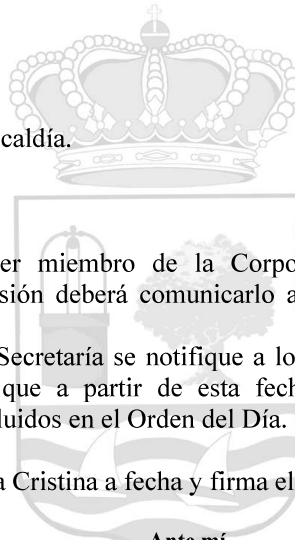 caldía.
er miembro de la Corpo
sión deberá comunicarlo a
Secretaría se notifique a lo
que a partir de esta fech
luidos en el Orden del Día.
a Cristina a fecha y firma el
Ante mí